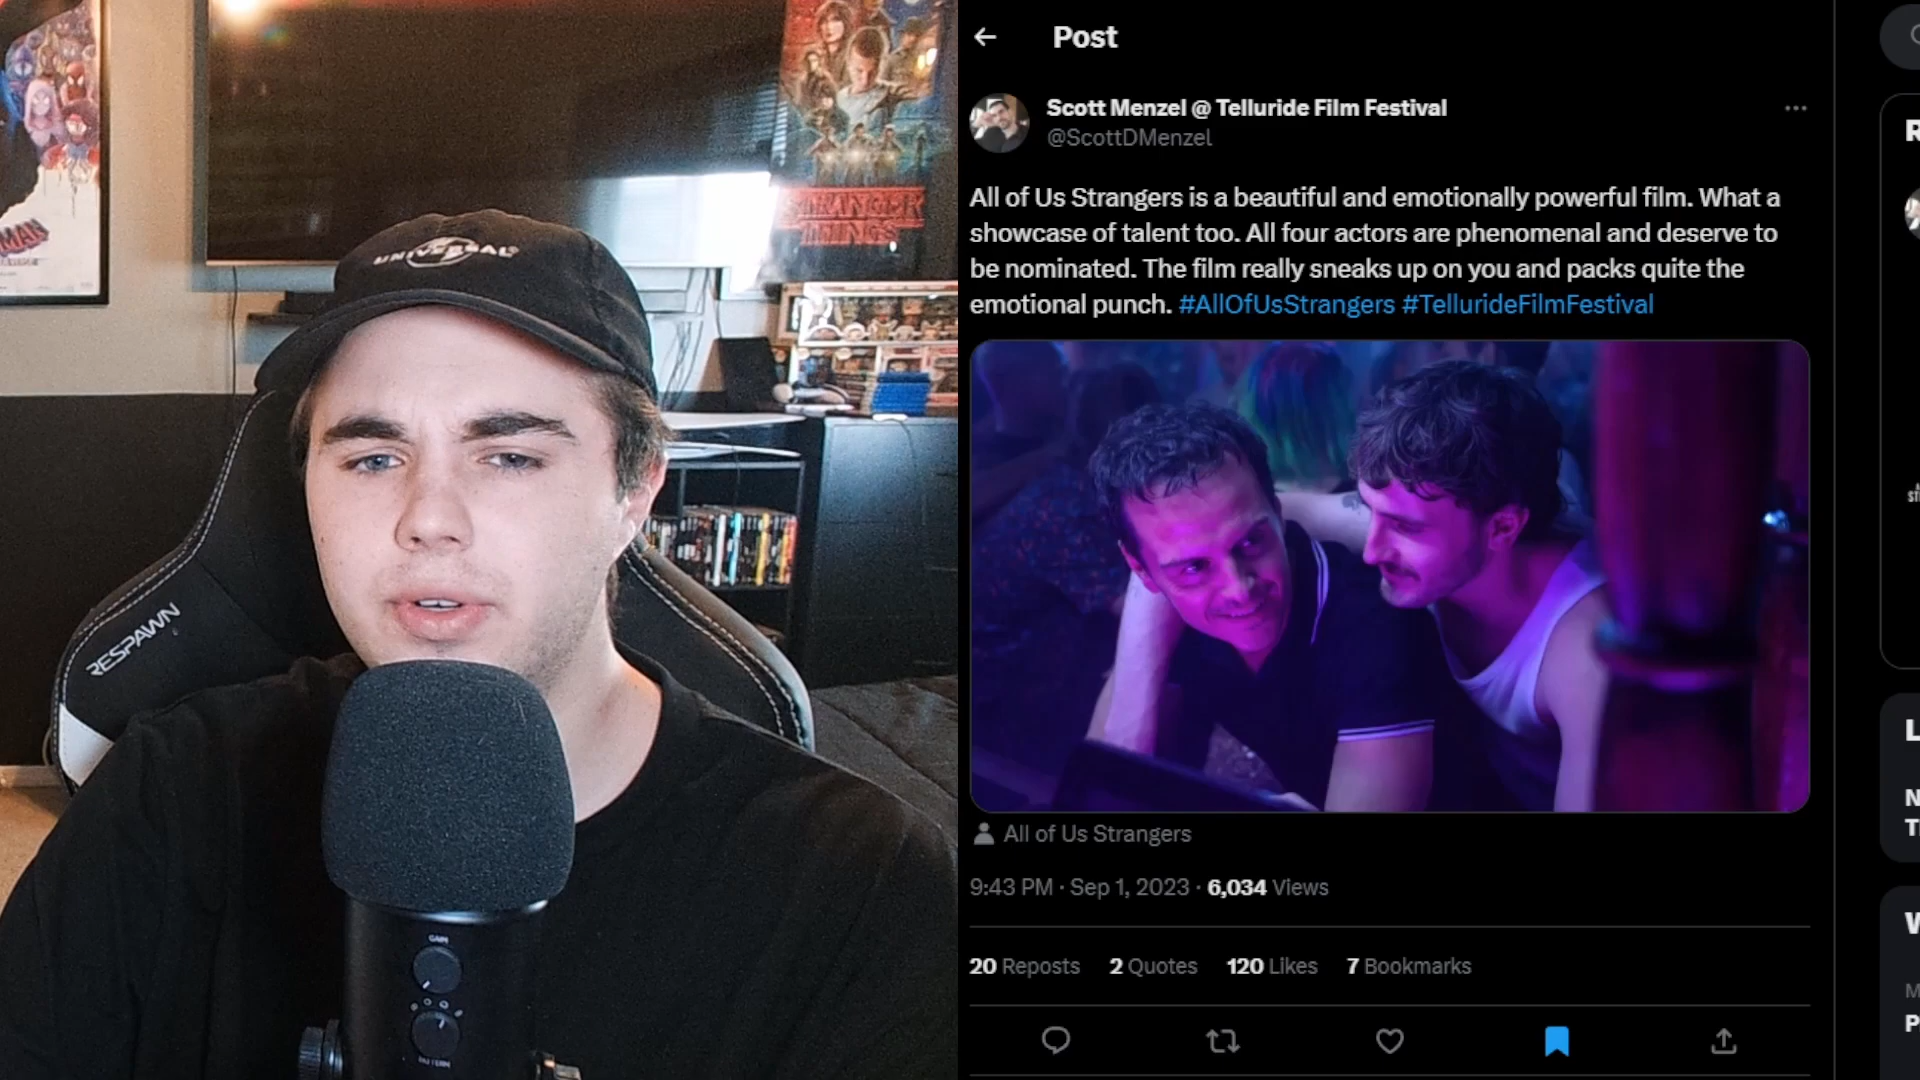 MAN
UNIVERSAL
STRANGER
THINGS
RESPAWN
GAIN
PATTERN
Post
Scott Menzel @ Telluride Film Festival
@ScottDMenzel
All of Us Strangers is a beautiful and emotionally powerful film. What a
showcase of talent too. All four actors are phenomenal and deserve to
be nominated. The film really sneaks up on you and packs quite the
emotional punch. #AllOfUsStrangers #TellurideFilmFestival
All of Us Strangers
9:43 PM · Sep 1, 2023 · 6,034 Views
20 Reposts 2 Quotes 120 Likes 7 Bookmarks